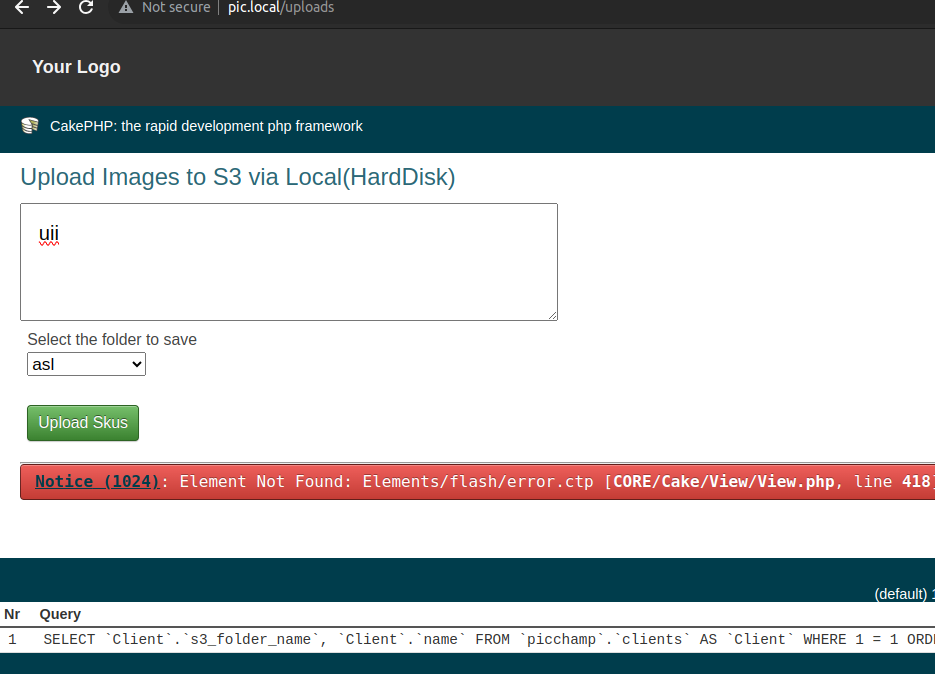 Not secure | pic.local/uploads
Your Logo
CakePHP: the rapid development php framework
Upload Images to S3 via Local(HardDisk)
uii
Select the folder to save
asl
Upload Skus
Notice (1024): Element Not Found: Elements/flash/error.ctp [CORE/Cake/View/View.php, line 418]
(default) 1
Nr Query
1 SELECT `Client`.`s3_folder_name`, `Client`.`name` FROM `picchamp`.`clients` AS `Client` WHERE 1 = 1 ORD